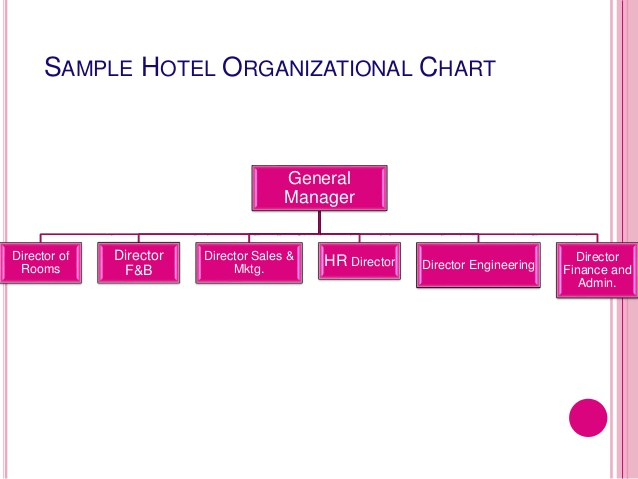 SAMPLE HOTEL ORGANIZATIONAL CHART
General
Manager
Director of
Rooms
Director
F&B
Director Sales &
Mktg.
HR Director
Director Engineering
Director
Finance and
Admin.